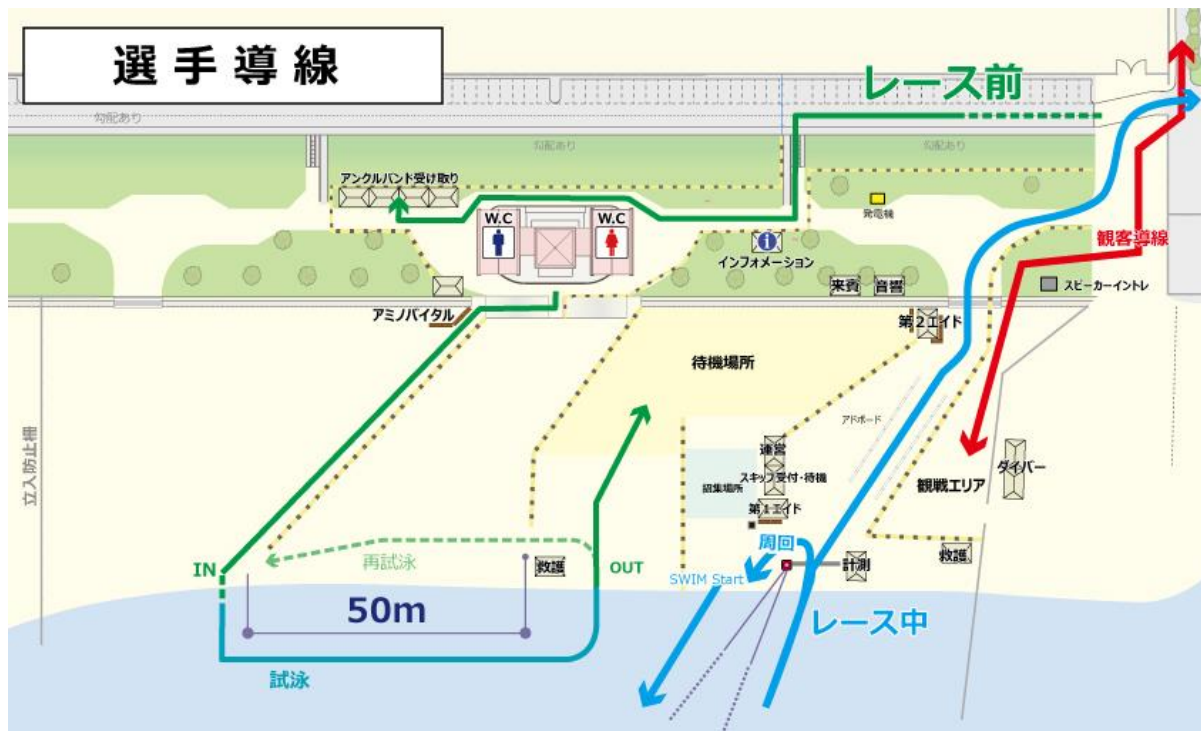 選手導線
レース前
勾配あり
勾配あり
勾配あり
アンクルバンド受け取り
W.C
W.C
発電機
インフォメーション
観客導線
来賓
音響
スピーカーイントレ
アミノバイタル
第2エイド
待機場所
アドボード
運営
スキップ受付・待機
招集場所
第1エイド
観戦エリア
ダイバー
立入防止柵
周回
救護
計測
再試泳
救護
IN
OUT
SWIM Start
50m
レース中
試泳